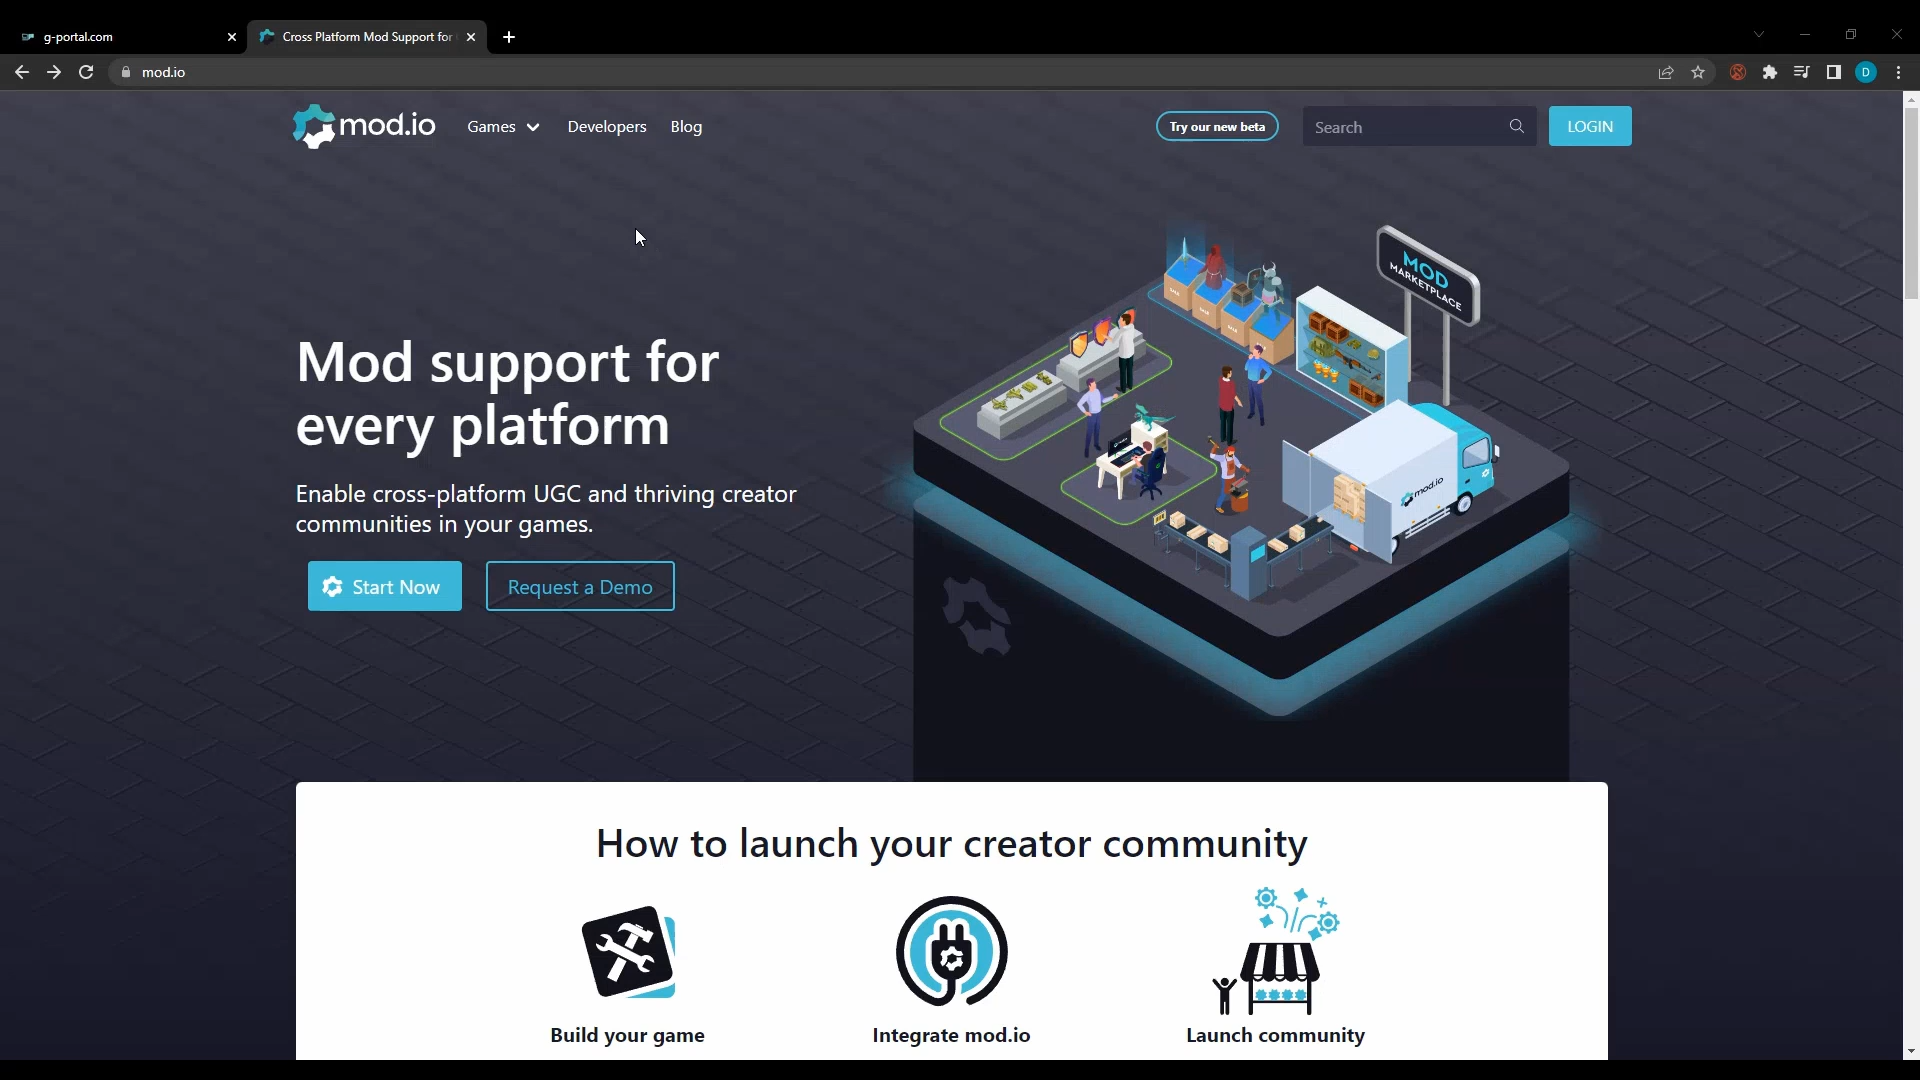 g-portal.com
Cross Platform Mod Support for
mod.io
D
mod.io
Games
Developers
Blog
Try our new beta
Search
LOGIN
MOD
MARKETPLACE
Mod support for
every platform
Enable cross-platform UGC and thriving creator
communities in your games.
mod.io
Start Now
Request a Demo
How to launch your creator community
Build your game
Integrate mod.io
Launch community